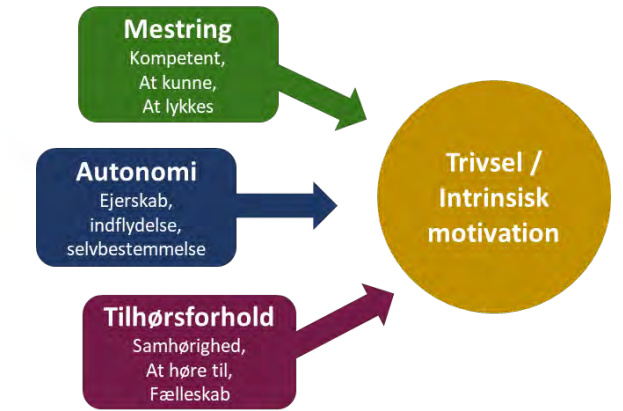 Mestring
Kompetent,
At kunne,
At lykkes
Autonomi
Ejerskab,
indflydelse,
selvbestemmelse
Tilhørsforhold
Samhørighed,
At høre til,
Fælleskab
Trivsel /
Intrinsisk
motivation